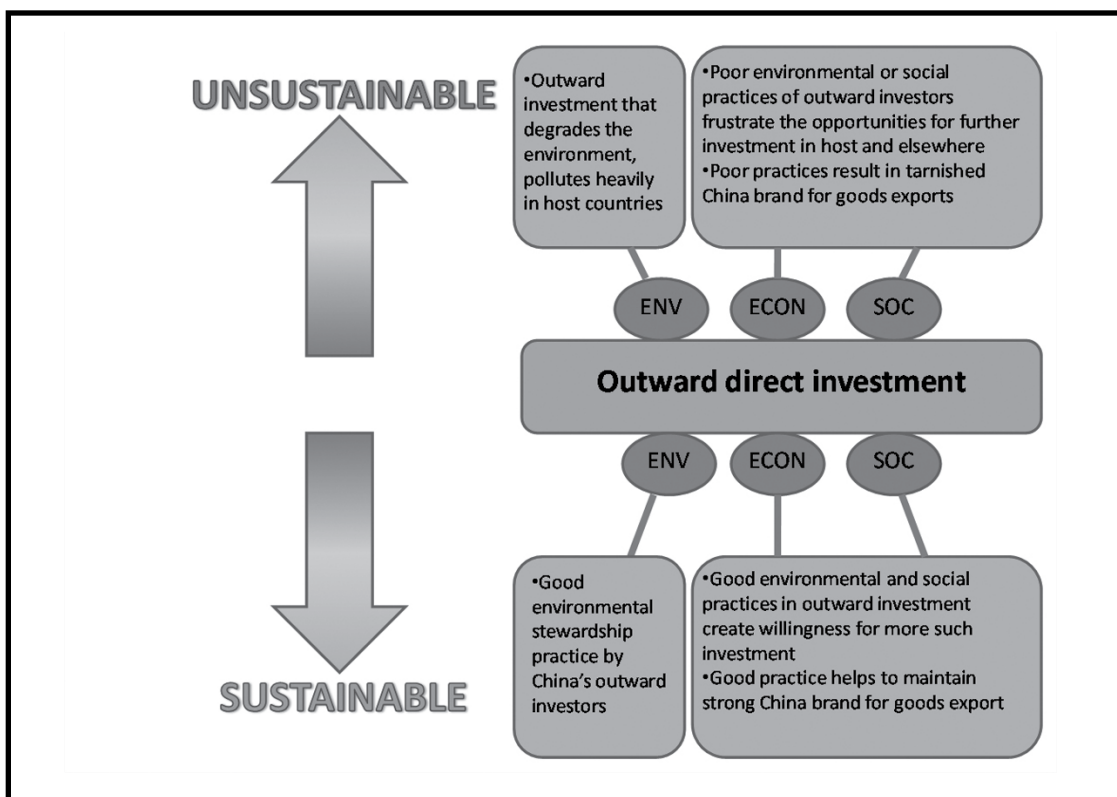 UNSUSTAINABLE
•Outward
investment that
degrades the
environment,
pollutes heavily
in host countries
•Poor environmental or social
practices of outward investors
frustrate the opportunities for further
investment in host and elsewhere
•Poor practices result in tarnished
China brand for goods exports
ENV
ECON
SOC
Outward direct investment
ENV
ECON
SOC
•Good
environmental
stewardship
practice by
China's outward
investors
•Good environmental and social
practices in outward investment
create willingness for more such
investment
•Good practice helps to maintain
strong China brand for goods export
SUSTAINABLE